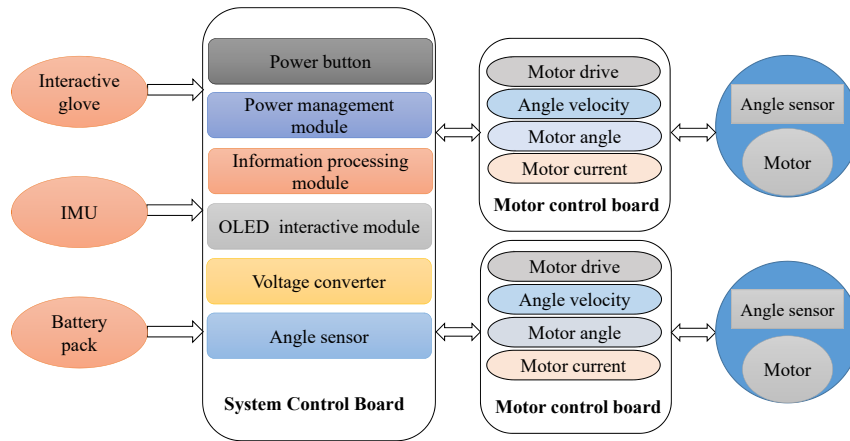 Interactive
glove
IMU
Battery
pack
Power button
Power management
module
Information processing
module
OLED interactive module
Voltage converter
Angle sensor
System Control Board
Motor drive
Angle velocity
Motor angle
Motor current
Motor control board
Motor drive
Angle velocity
Motor angle
Motor current
Motor control board
Angle sensor
Motor
Angle sensor
Motor